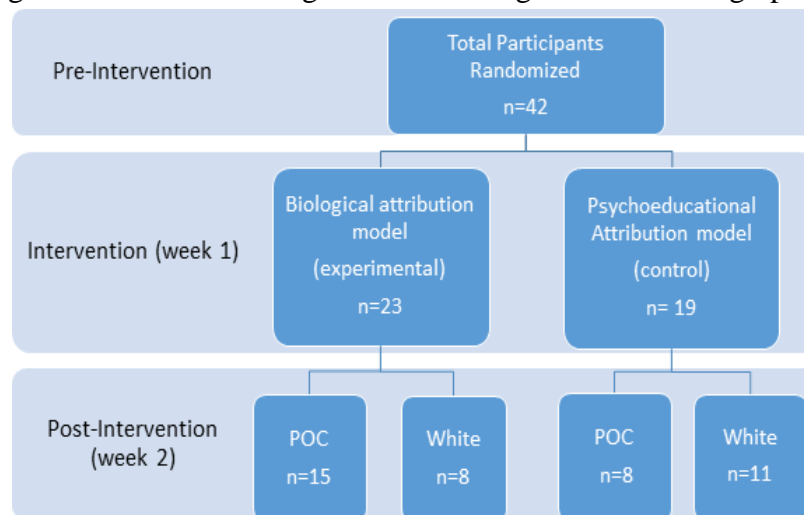 Pre-Intervention
Total Participants
Randomized
n=42
Intervention (week 1)
Biological attribution
model
(experimental)
n=23
Psychoeducational
Attribution model
(control)
n= 19
Post-Intervention
(week 2)
POC
n=15
White
n=8
POC
n=8
White
n=11